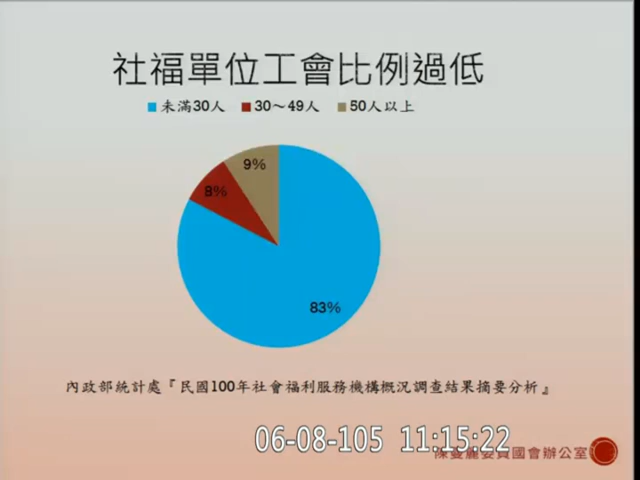 社福單位工會比例過低
未滿30人 30～49人 50人以上
9%
8%
83%
內政部統計處『民國100年社會福利服務機構概況調查結果摘要分析』
06-08-105 11:15:22
國會辦公室